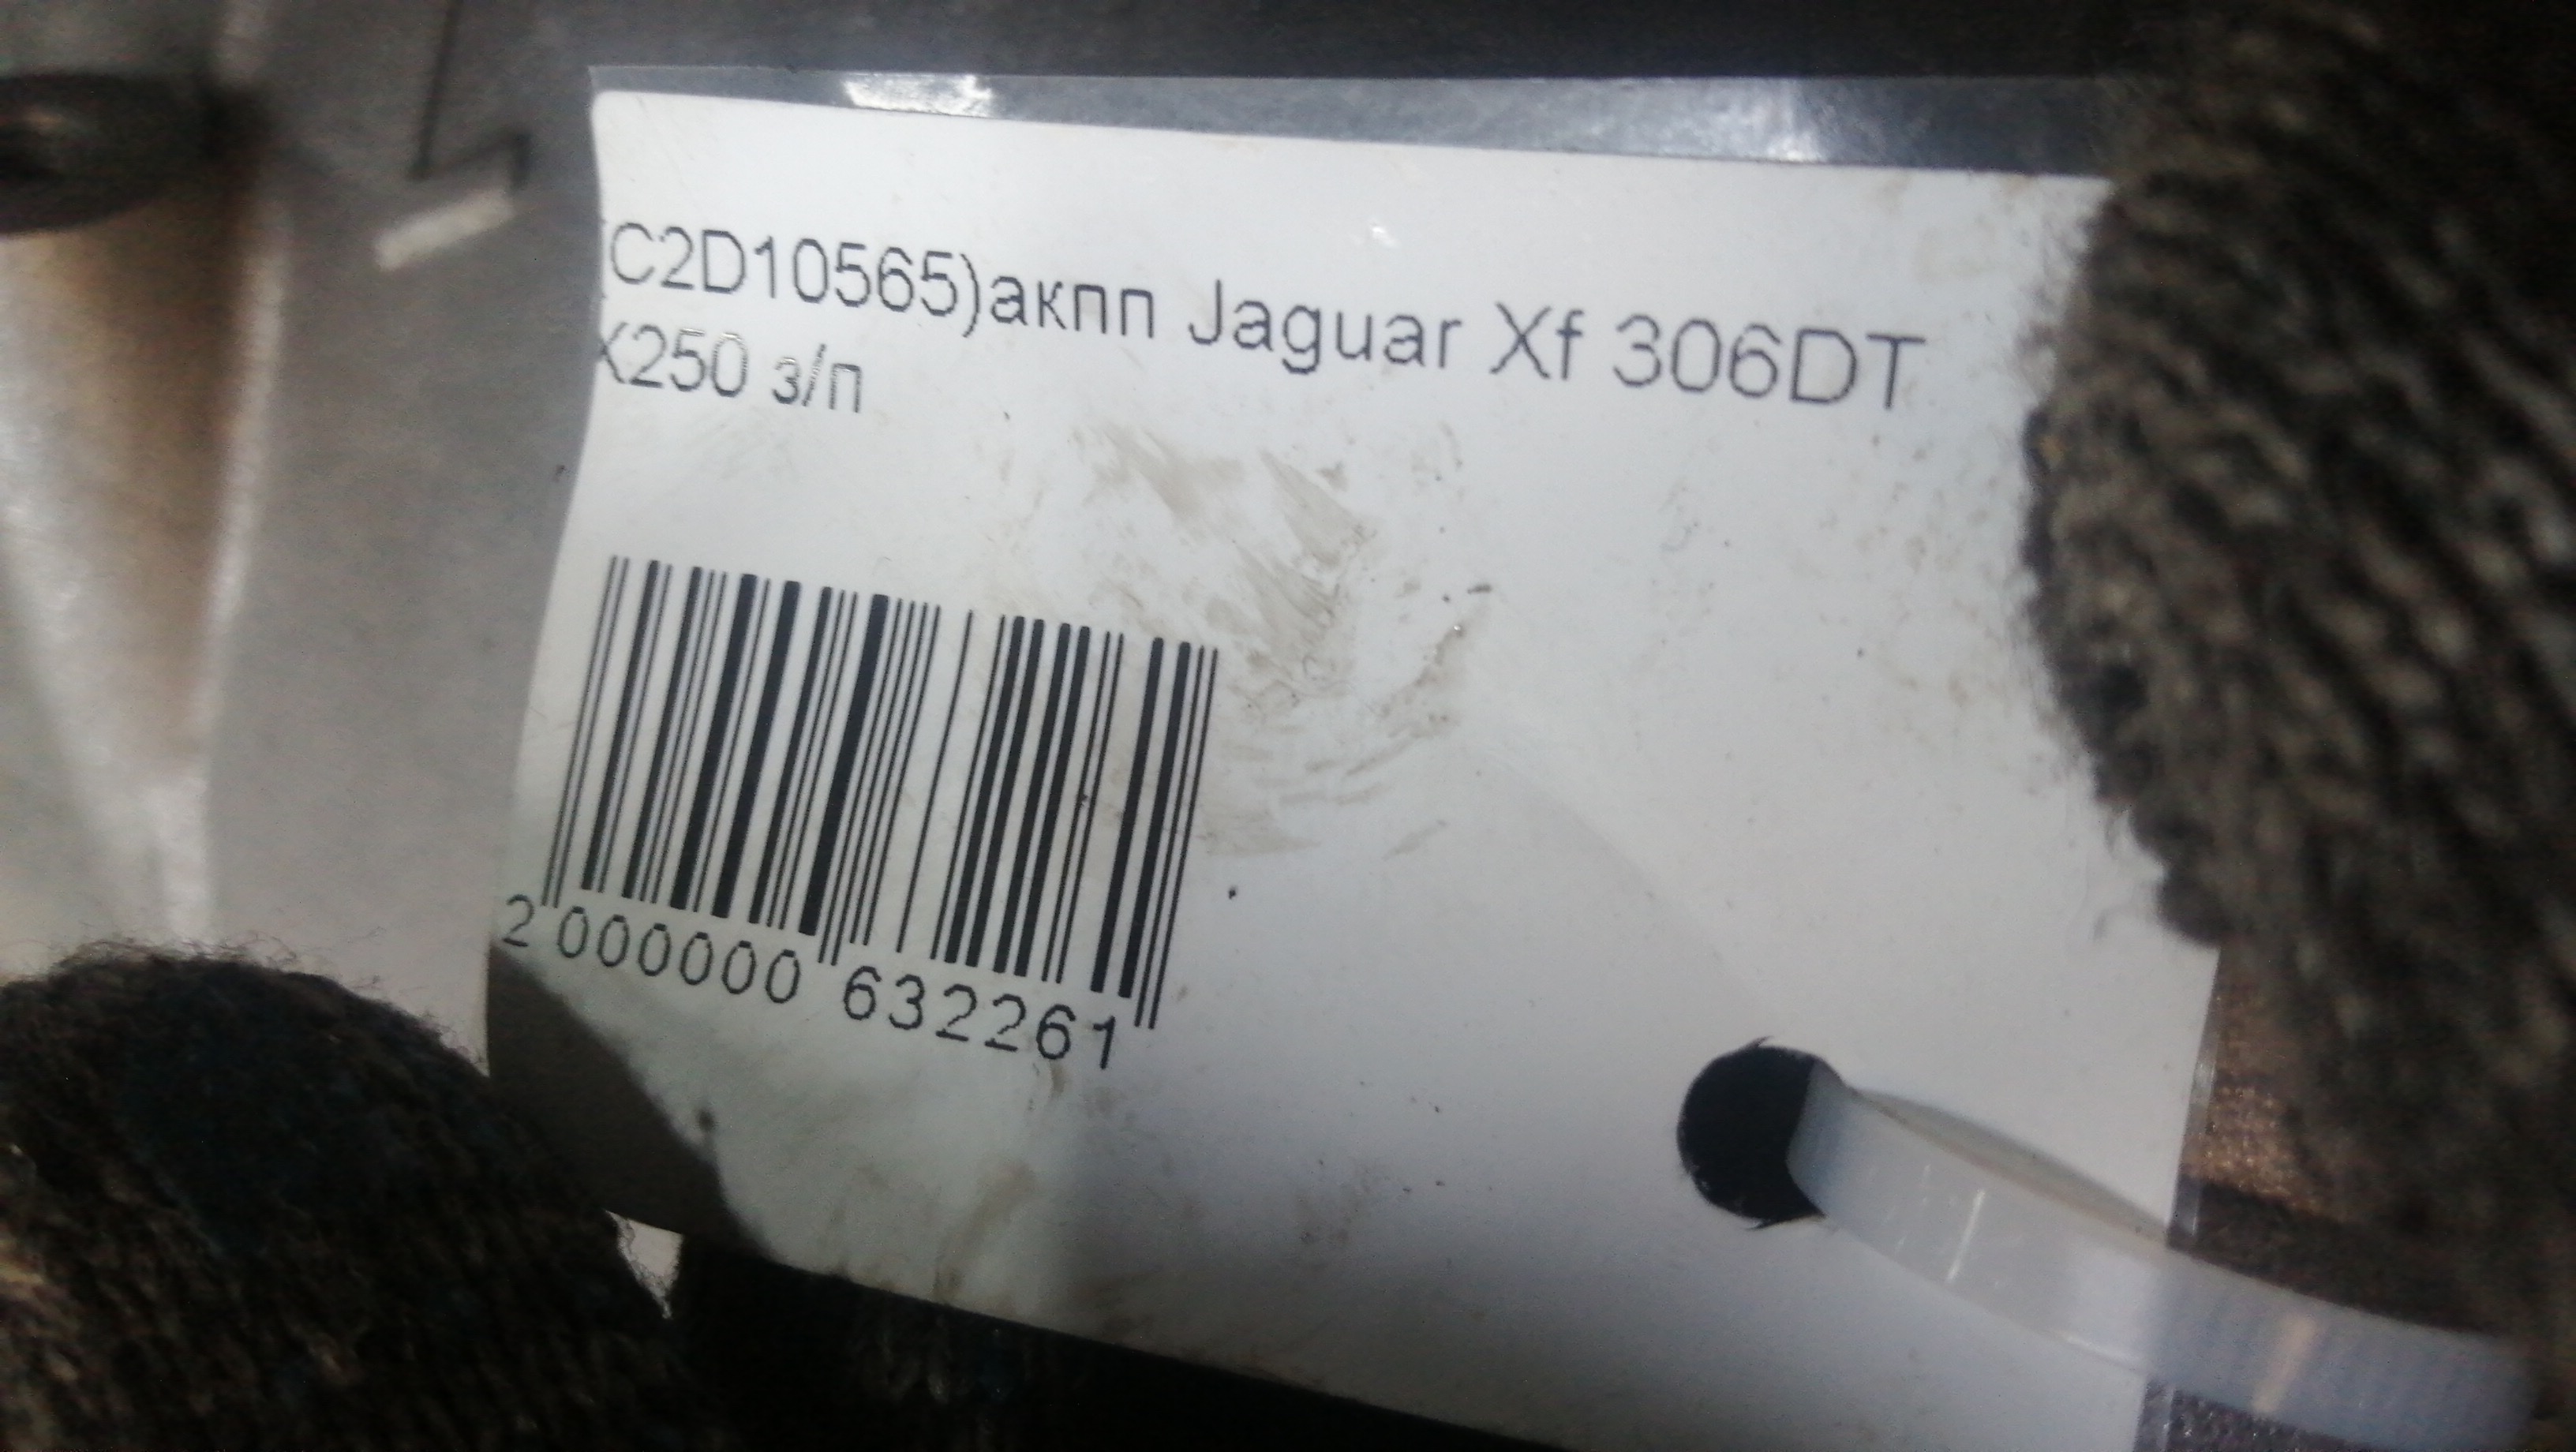 (C2D10565)акпп Jaguar Xf 306DT
X250 з/п
2 000000 632261